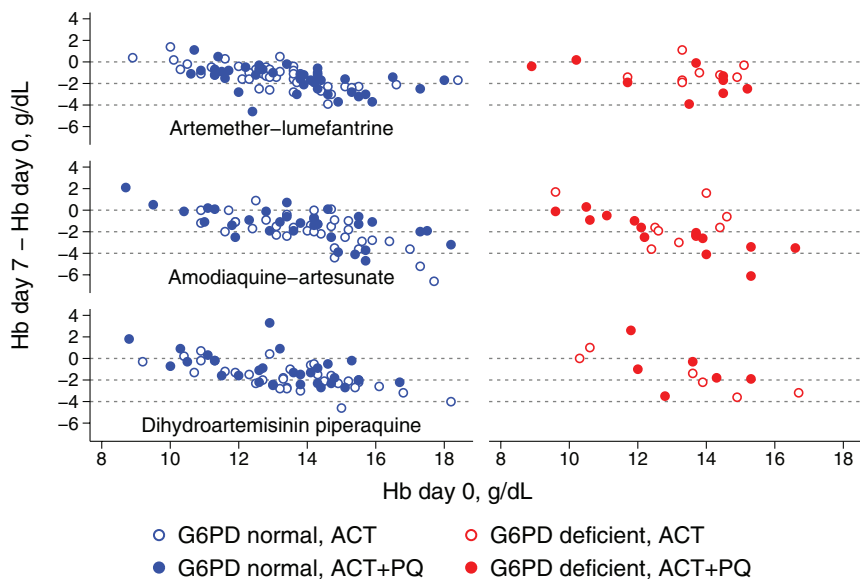 Hb day 7 − Hb day 0, g/dL
4
2
0
−2
−4
−6
Artemether−lumefantrine
4
2
0
−2
−4
−6
Amodiaquine−artesunate
4
2
0
−2
−4
−6
Dihydroartemisinin piperaquine
8 10 12 14 16 18 8 10 12 14 16 18
Hb day 0, g/dL
G6PD normal, ACT G6PD deficient, ACT
G6PD normal, ACT+PQ G6PD deficient, ACT+PQ